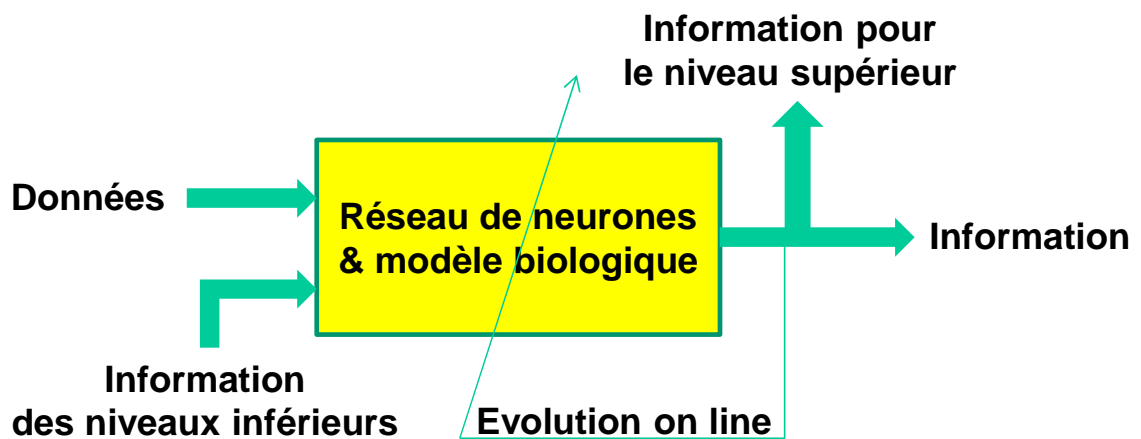 Information pour
le niveau supérieur
Données
Réseau de neurones
& modèle biologique
Information
Information
des niveaux inférieurs
Evolution on line